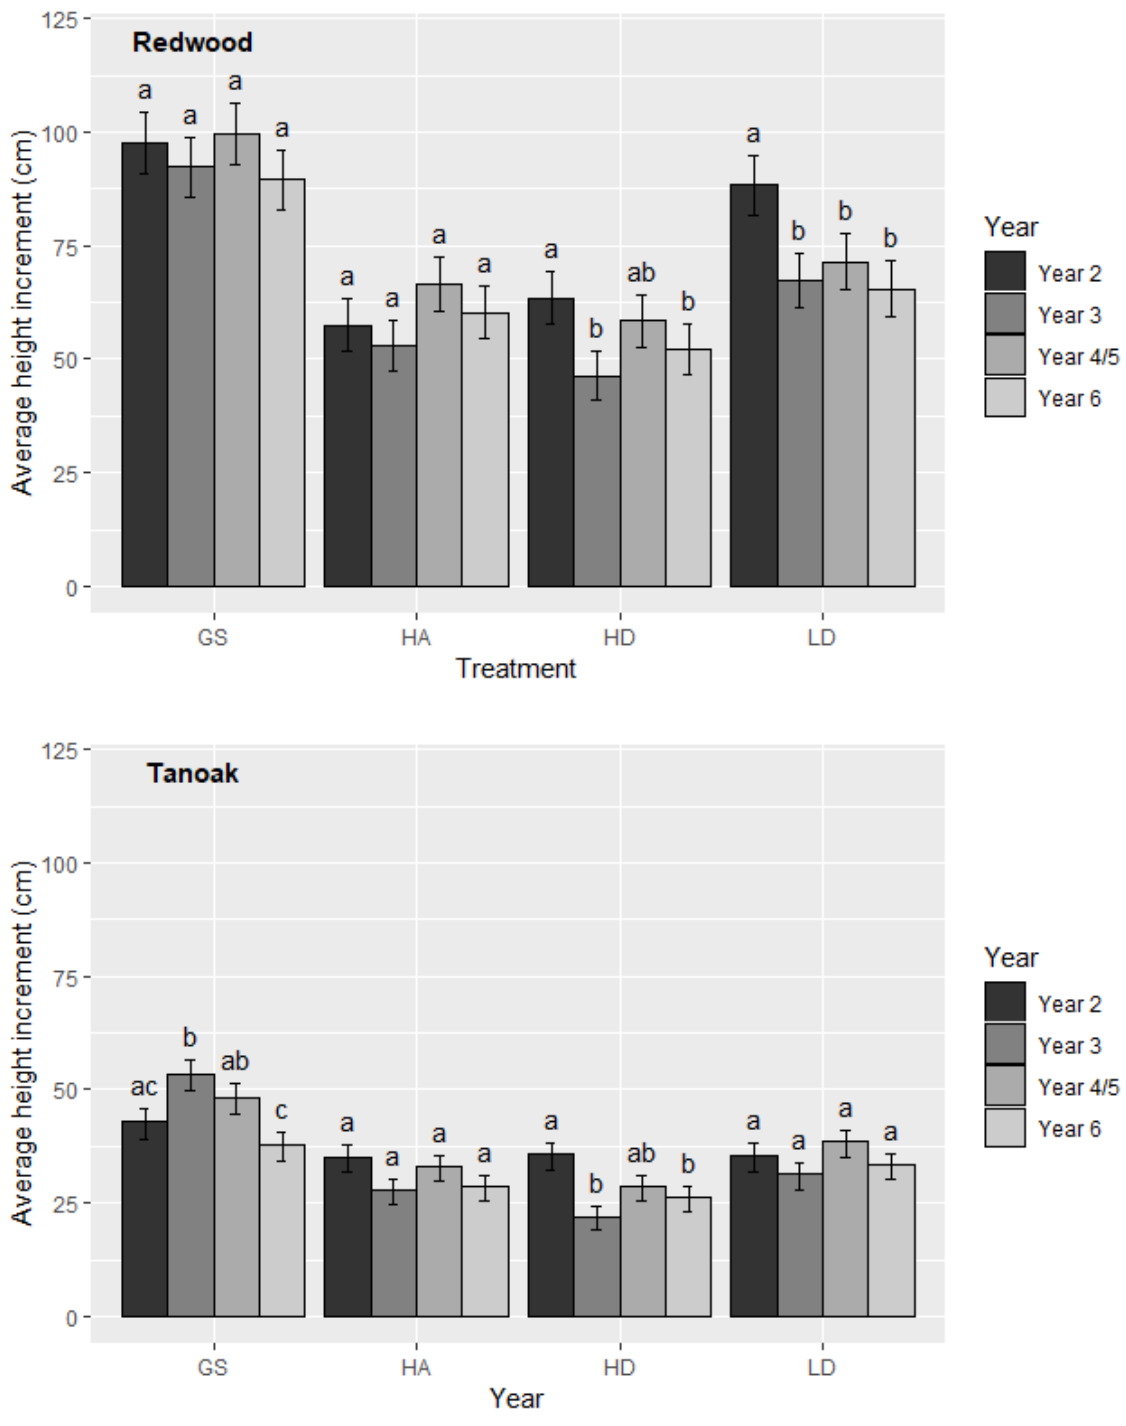 125
Redwood
a a a a
a a a a
a b ab b
a b b b
100
75
50
25
0
Average height increment (cm)
GS HA HD LD
Treatment
Year
Year 2
Year 3
Year 4/5
Year 6
125
Tanoak
100
75
50
25
0
Average height increment (cm)
ac b ab c
a a a a
a b ab b
a a a a
GS HA HD LD
Year
Year
Year 2
Year 3
Year 4/5
Year 6